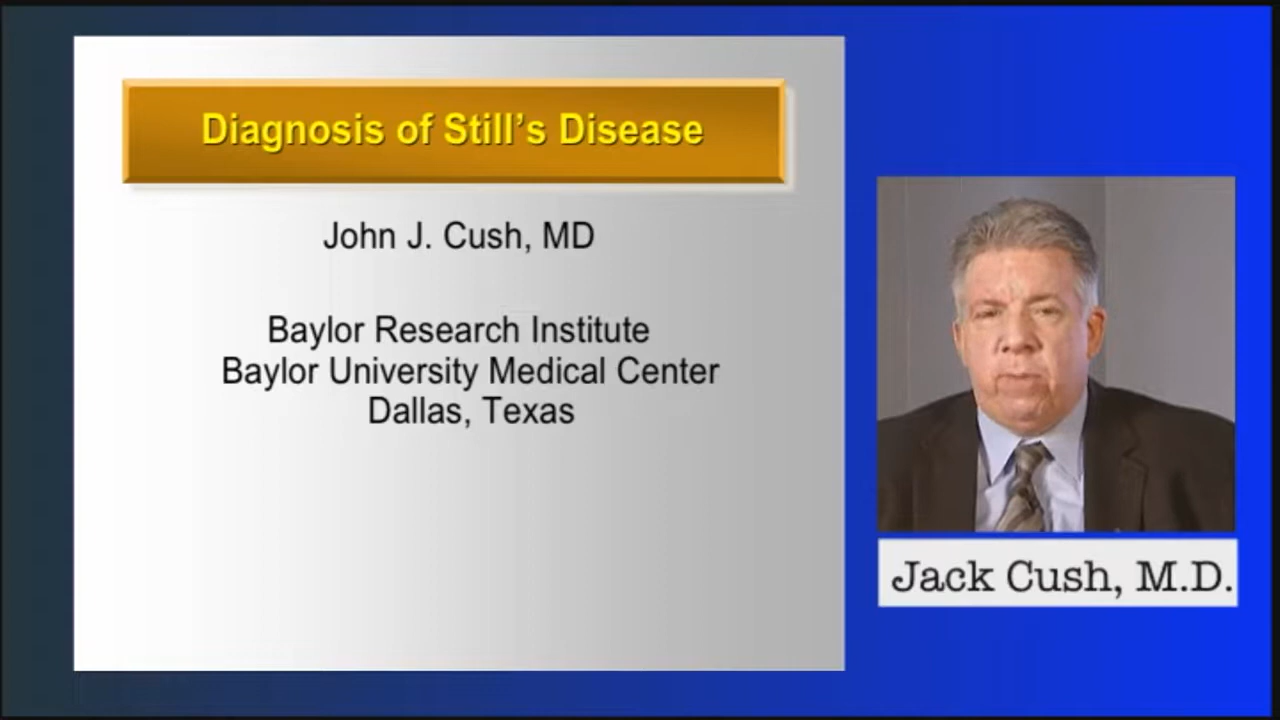 Diagnosis of Still's Disease
John J. Cush, MD
Baylor Research Institute
Baylor University Medical Center
Dallas, Texas
Jack Cush, M.D.